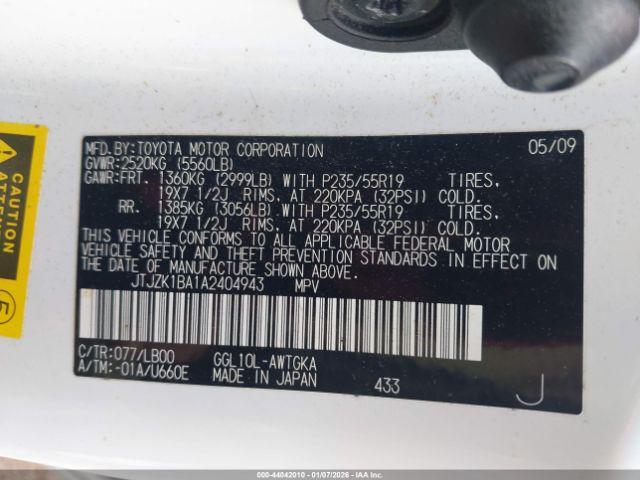 MFD.BY:TOYOTA MOTOR CORPORATION 05/09
GVWR:2520KG (5560LB)
GAWR:FRT. 1360KG (2999LB) WITH P235/55R19 TIRES,
19X7 1/2J RIMS, AT 220KPA (32PSI) COLD.
RR. 1385KG (3056LB) WITH P235/55R19 TIRES,
19X7 1/2J RIMS, AT 220KPA (32PSI) COLD.
THIS VEHICLE CONFORMS TO ALL APPLICABLE FEDERAL MOTOR
VEHICLE SAFETY AND THEFT PREVENTION STANDARDS IN EFFECT
ON THE DATE OF MANUFACTURE SHOWN ABOVE.
JTJZK1BA1A2404943 MPV
C/TR:077/LB00 GGL10L-AWTGKA
A/TM:-01A/U660E MADE IN JAPAN 433 J
5
000-44042010 - 01/07/2026 - IAAI.COM